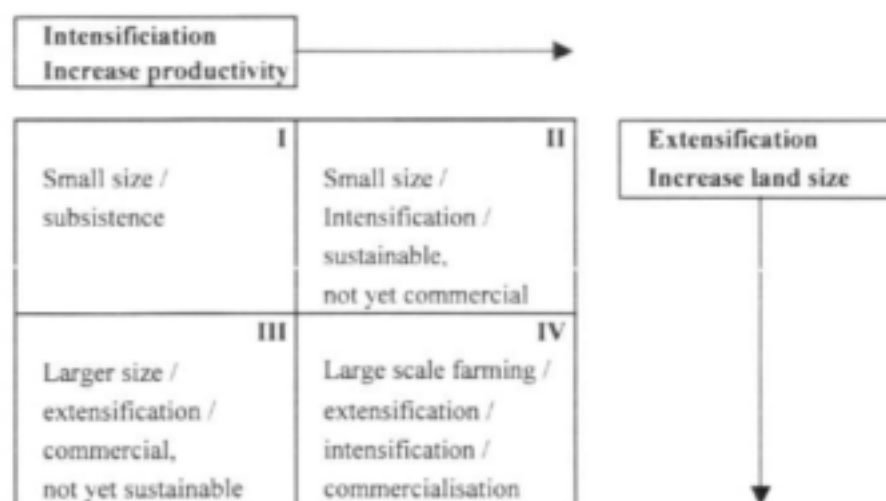 Intensificiation
Increase productivity
I
Small size /
subsistence
II
Small size /
Intensification /
sustainable,
not yet commercial
Extensification
Increase land size
III
Larger size /
extensification /
commercial,
not yet sustainable
IV
Large scale farming /
extensification /
intensification /
commercialisation